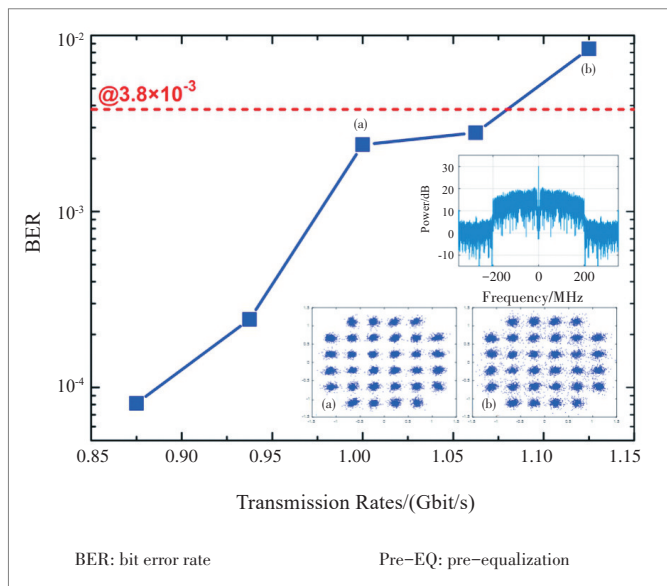 10⁻²
@3.8×10⁻³
(b)
(a)
10⁻³
BER
30
20
10
0
-10
Power/dB
−200 0 200
Frequency/MHz
(a)
(b)
10⁻⁴
0.85 0.90 0.95 1.00 1.05 1.10 1.15
Transmission Rates/(Gbit/s)
BER: bit error rate Pre−EQ: pre−equalization